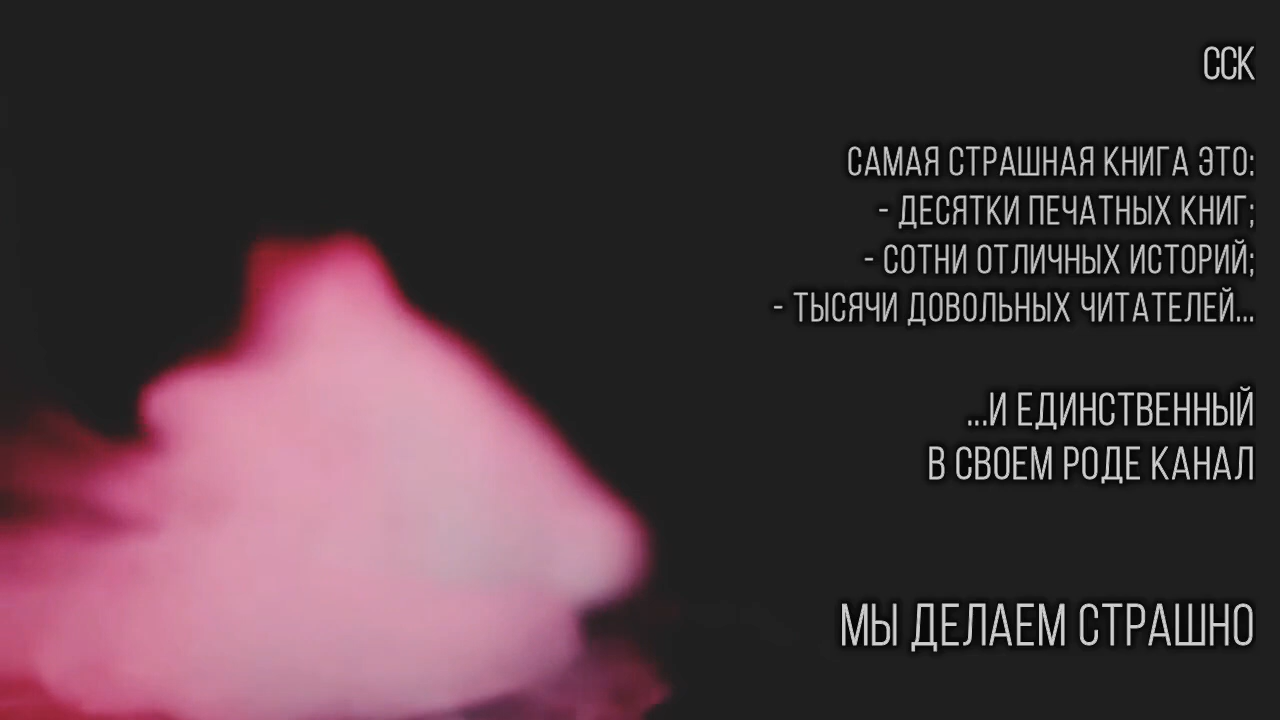 ССК
САМАЯ СТРАШНАЯ КНИГА ЭТО:
- ДЕСЯТКИ ПЕЧАТНЫХ КНИГ;
- СОТНИ ОТЛИЧНЫХ ИСТОРИЙ;
- ТЫСЯЧИ ДОВОЛЬНЫХ ЧИТАТЕЛЕЙ...
...И ЕДИНСТВЕННЫЙ
В СВОЕМ РОДЕ КАНАЛ
МЫ ДЕЛАЕМ СТРАШНО